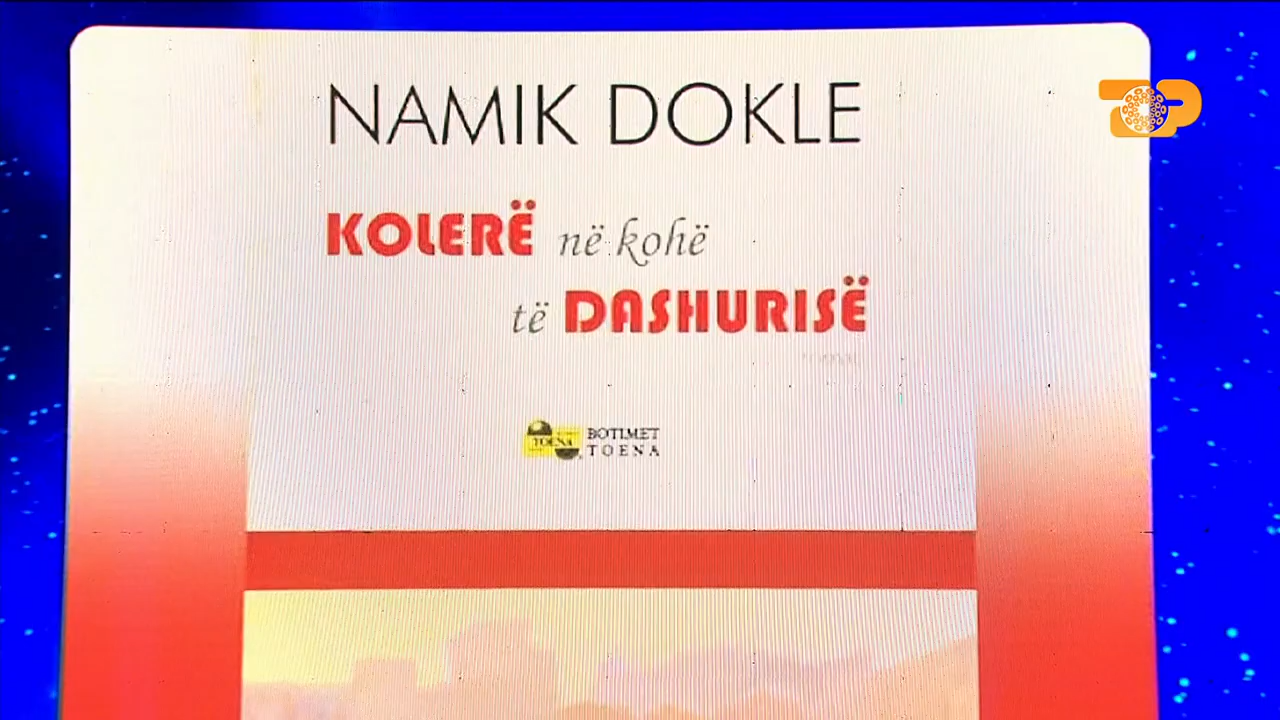 NAMIK DOKLE
KOLERË në kohë
të DASHURISË
TOENA BOTIMET
TOENA